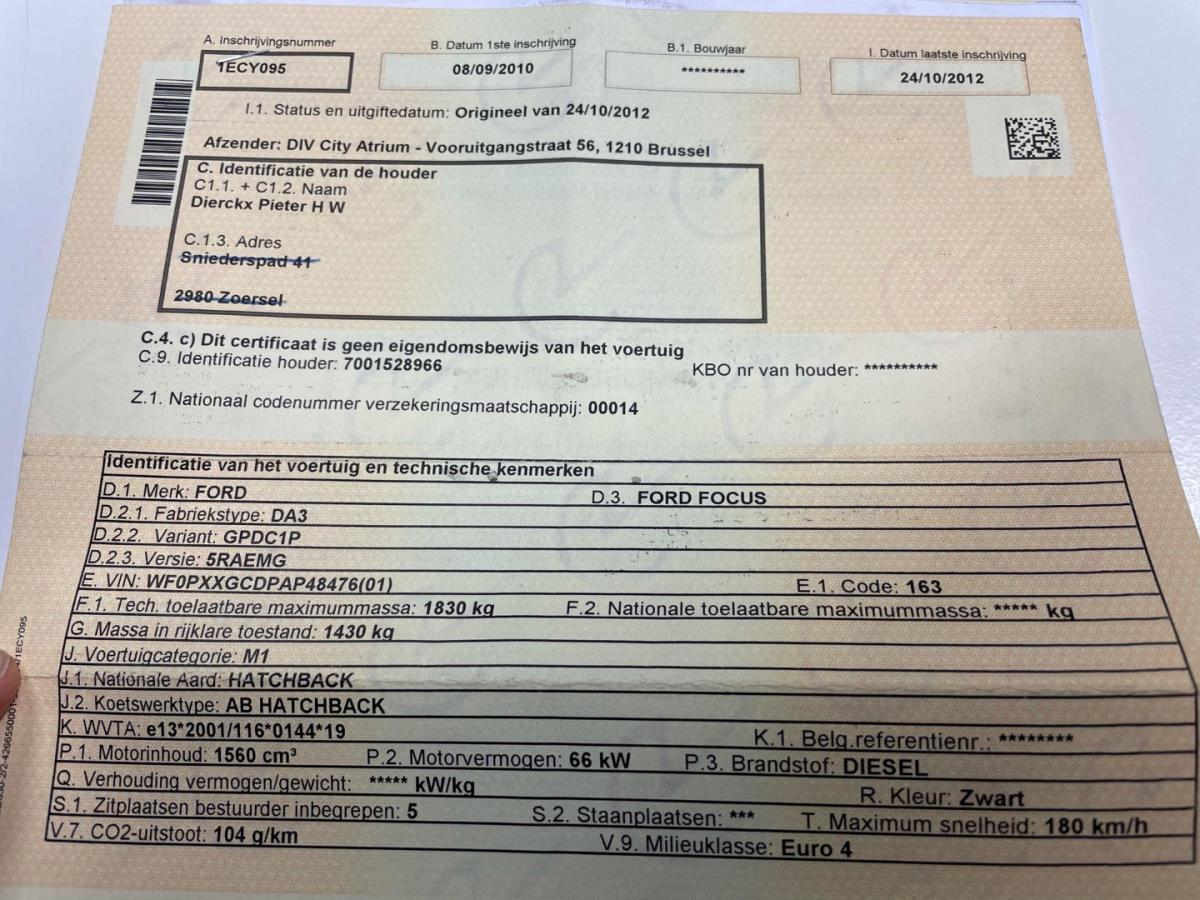 A. Inschrijvingsnummer B. Datum 1ste inschrijving B.1. Bouwjaar I. Datum laatste inschrijving
1ECY095 08/09/2010 ********** 24/10/2012
I.1. Status en uitgiftedatum: Origineel van 24/10/2012
Afzender: DIV City Atrium - Vooruitgangstraat 56, 1210 Brussel
C. Identificatie van de houder
C1.1. + C1.2. Naam
Dierckx Pieter H W
C.1.3. Adres
Sniederspad 41
2980 Zoersel
C.4. c) Dit certificaat is geen eigendomsbewijs van het voertuig
C.9. Identificatie houder: 7001528966 KBO nr van houder: **********
Z.1. Nationaal codenummer verzekeringsmaatschappij: 00014
Identificatie van het voertuig en technische kenmerken
D.1. Merk: FORD D.3. FORD FOCUS
D.2.1. Fabriekstype: DA3
D.2.2. Variant: GPDC1P
D.2.3. Versie: 5RAEMG
E. VIN: WF0PXXGCDPAP48476(01) E.1. Code: 163
F.1. Tech. toelaatbare maximummassa: 1830 kg F.2. Nationale toelaatbare maximummassa: ***** kg
G. Massa in rijklare toestand: 1430 kg
J. Voertuigcategorie: M1
J.1. Nationale Aard: HATCHBACK
J.2. Koetswerktype: AB HATCHBACK
K. WVTA: e13*2001/116*0144*19 K.1. Belg.referentienr.: ********
P.1. Motorinhoud: 1560 cm³ P.2. Motorvermogen: 66 kW P.3. Brandstof: DIESEL
Q. Verhouding vermogen/gewicht: ***** kW/kg R. Kleur: Zwart
S.1. Zitplaatsen bestuurder inbegrepen: 5 S.2. Staanplaatsen: *** T. Maximum snelheid: 180 km/h
V.7. CO2-uitstoot: 104 g/km V.9. Milieuklasse: Euro 4